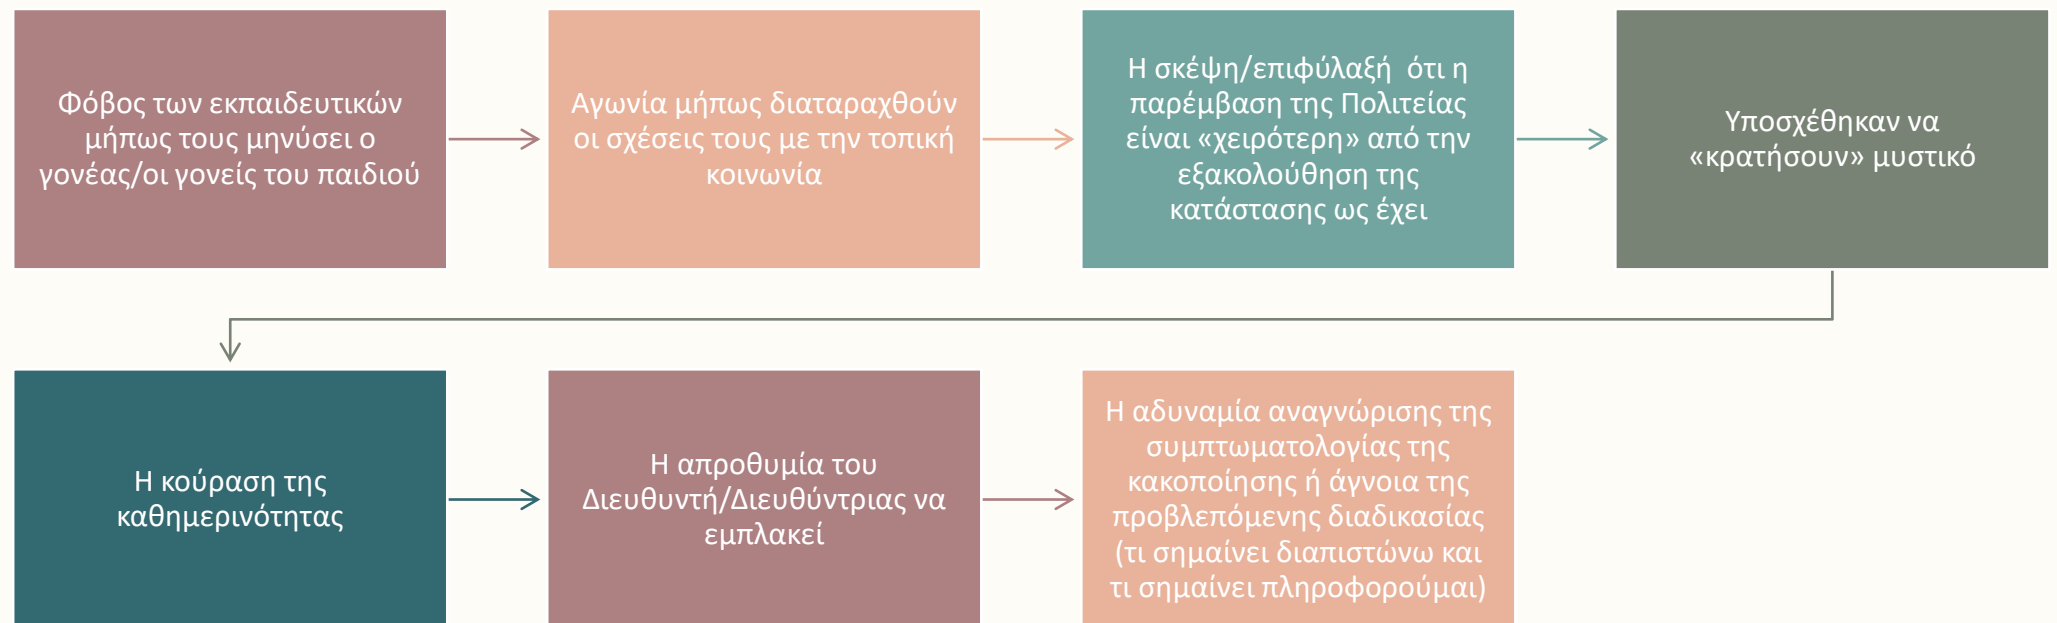 Φόβος των εκπαιδευτικών
μήπως τους μηνύσει ο
γονέας/οι γονείς του παιδιού
Αγωνία μήπως διαταραχθούν
οι σχέσεις τους με την τοπική
κοινωνία
Η σκέψη/επιφύλαξή  ότι η
παρέμβαση της Πολιτείας
είναι «χειρότερη» από την
εξακολούθηση της
κατάστασης ως έχει
Υποσχέθηκαν να
«κρατήσουν» μυστικό
Η κούραση της
καθημερινότητας
Η απροθυμία του
Διευθυντή/Διευθύντριας να
εμπλακεί
Η αδυναμία αναγνώρισης της
συμπτωματολογίας της
κακοποίησης ή άγνοια της
προβλεπόμενης διαδικασίας
(τι σημαίνει διαπιστώνω και
τι σημαίνει πληροφορούμαι)